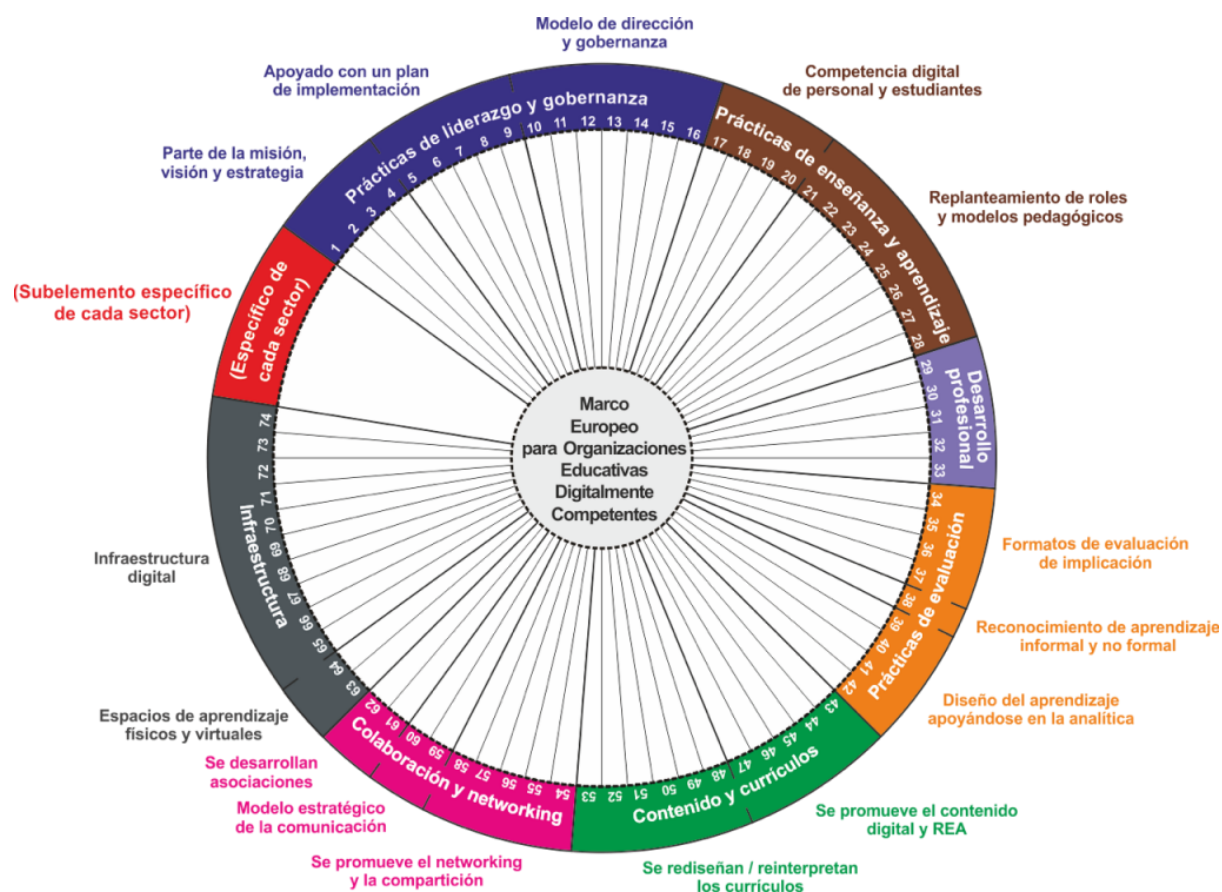 Modelo de dirección
y gobernanza
Apoyado con un plan
de implementación
Parte de la misión,
visión y estrategia
Prácticas de liderazgo y gobernanza
1 2 3 4 5 6 7 8 9 10 11 12 13 14 15 16
Competencia digital
de personal y estudiantes
Replanteamiento de roles
y modelos pedagógicos
Prácticas de enseñanza y aprendizaje
17 18 19 20 21 22 23 24 25 26 27 28
Desarrollo
profesional
29 30 31 32 33
Prácticas de evaluación
34 35 36 37 38 39 40 41 42
Formatos de evaluación
de implicación
Reconocimiento de aprendizaje
informal y no formal
Diseño del aprendizaje
apoyándose en la analítica
Contenido y currículos
43 44 45 46 47 48 49 50 51 52 53
Se promueve el contenido
digital y REA
Se rediseñan / reinterpretan
los currículos
Colaboración y networking
54 55 56 57 58 59 60 61 62
Se promueve el networking
y la compartición
Modelo estratégico
de la comunicación
Se desarrollan
asociaciones
Infraestructura
63 64 65 66 67 68 69 70 71 72 73 74
Espacios de aprendizaje
físicos y virtuales
Infraestructura
digital
(Específico de
cada sector)
(Subelemento específico
de cada sector)
Marco
Europeo
para Organizaciones
Educativas
Digitalmente
Competentes